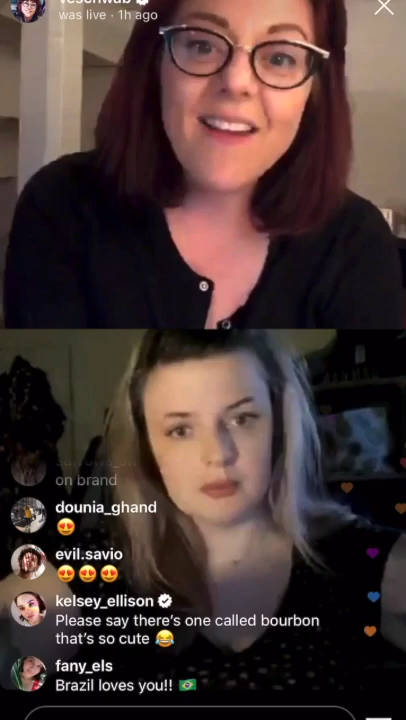 veschwab
was live · 1h ago
on brand
dounia_ghand
😍
evil.savio
😍😍😍
kelsey_ellison
Please say there's one called bourbon
that's so cute 😂
fany_els
Brazil loves you!! 🇧🇷